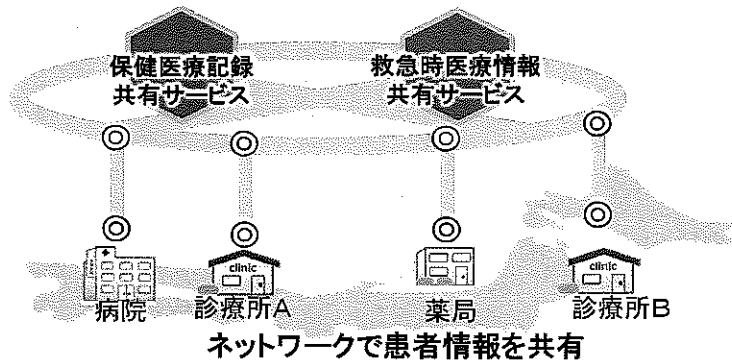 保健医療記録
共有サービス
救急時医療情報
共有サービス
clinic
clinic
病院
診療所A
薬局
診療所B
ネットワークで患者情報を共有